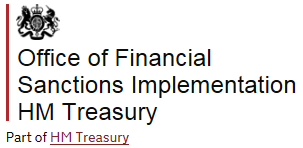 Office of Financial
Sanctions Implementation
HM Treasury
Part of HM Treasury